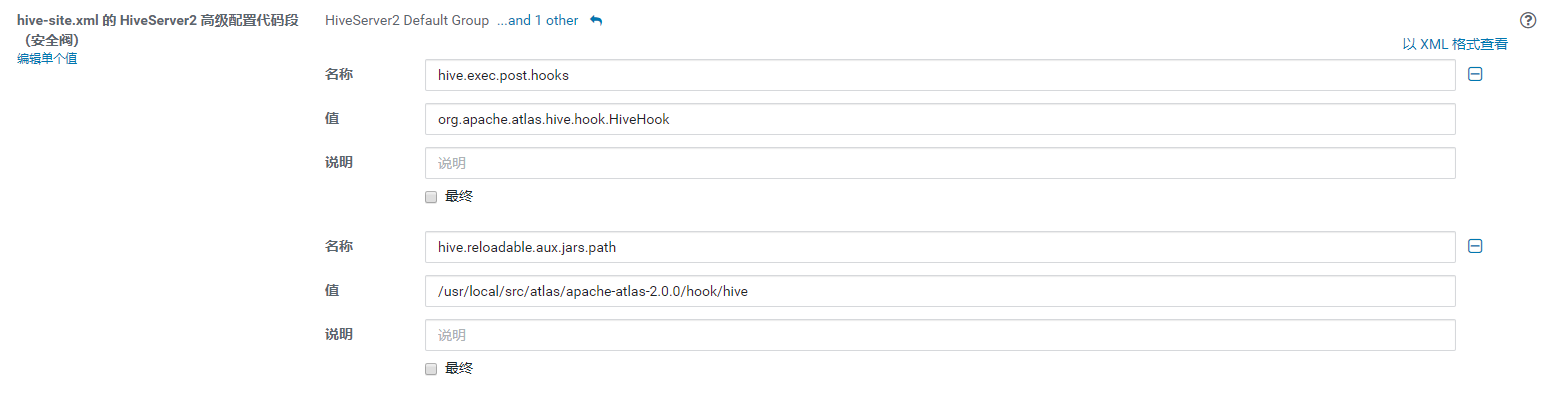 hive-site.xml 的 HiveServer2 高级配置代码段
（安全阀）
编辑单个值
HiveServer2 Default Group ...and 1 other
以 XML 格式查看
名称 hive.exec.post.hooks
值 org.apache.atlas.hive.hook.HiveHook
说明 说明
最终
名称 hive.reloadable.aux.jars.path
值 /usr/local/src/atlas/apache-atlas-2.0.0/hook/hive
说明 说明
最终